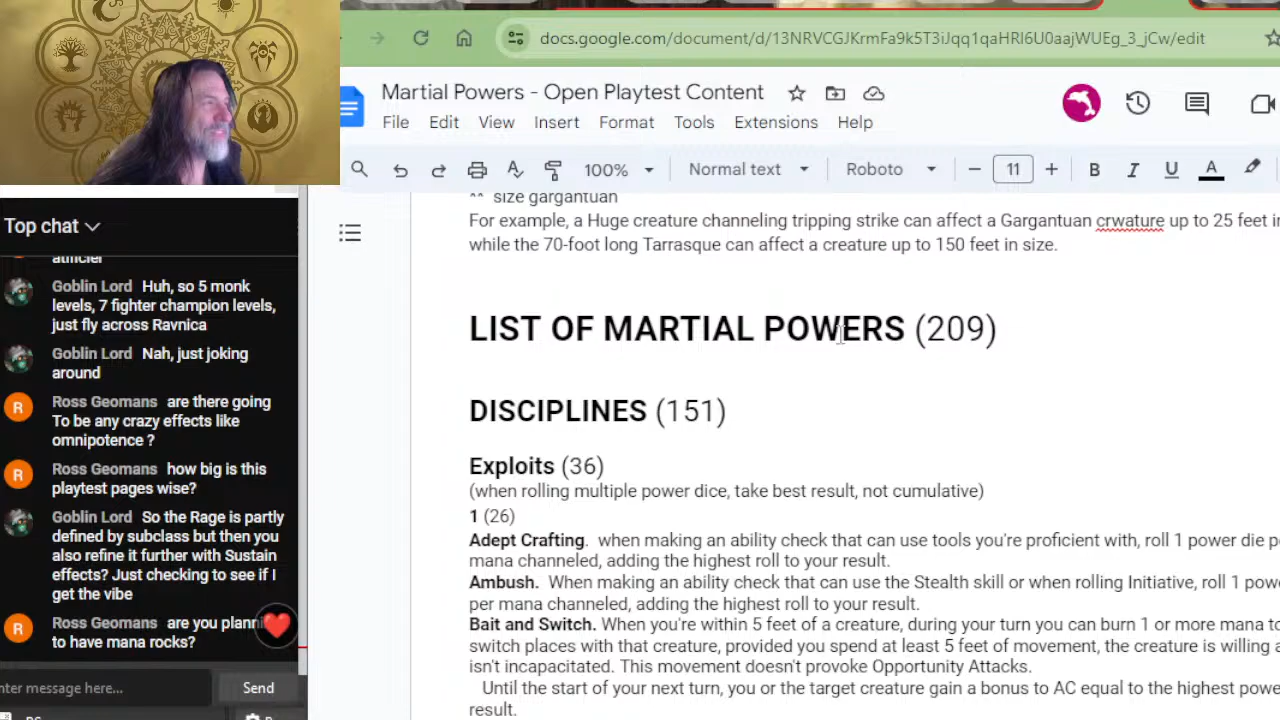 docs.google.com/document/d/13NRVCGJKrmFa9k5T3iJqq1qaHRl6U0aajWUEg_3_jCw/edit
Martial Powers - Open Playtest Content
File Edit View Insert Format Tools Extensions Help
100% Normal text Roboto 11 B I U A
^^ size gargantuan
For example, a Huge creature channeling tripping strike can affect a Gargantuan crwature up to 25 feet in
while the 70-foot long Tarrasque can affect a creature up to 150 feet in size.
LIST OF MARTIAL POWERS (209)
DISCIPLINES (151)
Exploits (36)
(when rolling multiple power dice, take best result, not cumulative)
1 (26)
Adept Crafting. when making an ability check that can use tools you're proficient with, roll 1 power die pe
mana channeled, adding the highest roll to your result.
Ambush. When making an ability check that can use the Stealth skill or when rolling Initiative, roll 1 powe
per mana channeled, adding the highest roll to your result.
Bait and Switch. When you're within 5 feet of a creature, during your turn you can burn 1 or more mana to
switch places with that creature, provided you spend at least 5 feet of movement, the creature is willing a
isn't incapacitated. This movement doesn't provoke Opportunity Attacks.
Until the start of your next turn, you or the target creature gain a bonus to AC equal to the highest powe
result.
Top chat
artificier
Goblin Lord Huh, so 5 monk
levels, 7 fighter champion levels,
just fly across Ravnica
Goblin Lord Nah, just joking
around
R Ross Geomans are there going
To be any crazy effects like
omnipotence ?
R Ross Geomans how big is this
playtest pages wise?
Goblin Lord So the Rage is partly
defined by subclass but then you
also refine it further with Sustain
effects? Just checking to see if I
get the vibe
R Ross Geomans are you planni
to have mana rocks?
nter message here...
Send